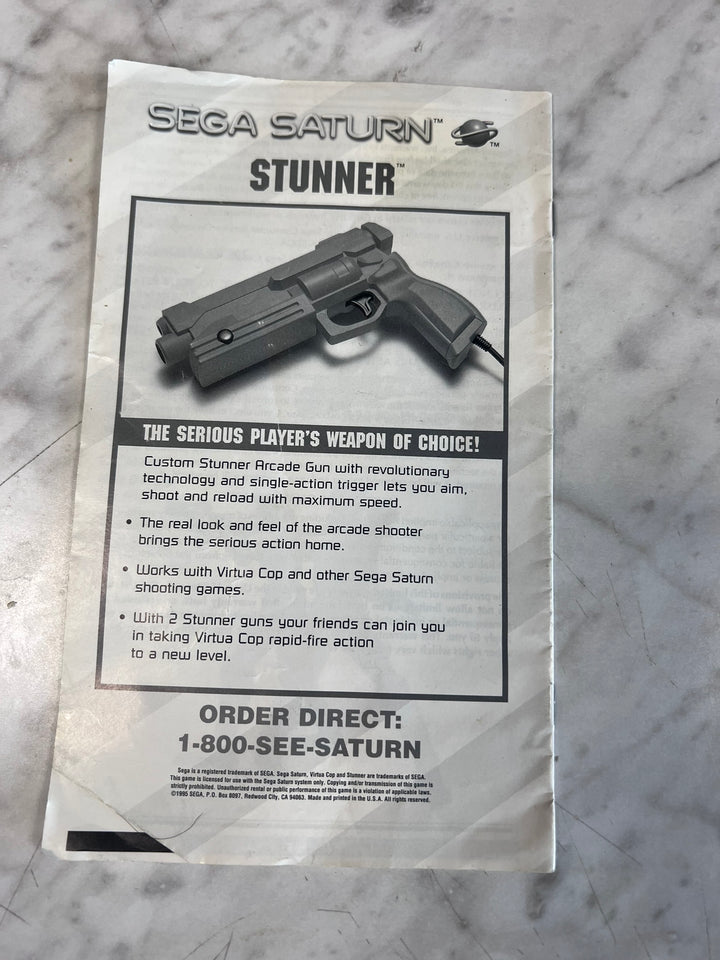 SEGA SATURN™
™
STUNNER™
THE SERIOUS PLAYER'S WEAPON OF CHOICE!
Custom Stunner Arcade Gun with revolutionary
technology and single-action trigger lets you aim,
shoot and reload with maximum speed.
• The real look and feel of the arcade shooter
brings the serious action home.
• Works with Virtua Cop and other Sega Saturn
shooting games.
• With 2 Stunner guns your friends can join you
in taking Virtua Cop rapid-fire action
to a new level.
ORDER DIRECT:
1-800-SEE-SATURN
Sega is a registered trademark of SEGA. Sega Saturn, Virtua Cop and Stunner are trademarks of SEGA.
This game is licensed for use with the Sega Saturn system only. Copying and/or transmission of this game is
strictly prohibited. Unauthorized rental or public performance of this game is a violation of applicable laws.
©1995 SEGA, P.O. Box 8097, Redwood City, CA 94063. Made and printed in the U.S.A. All rights reserved.